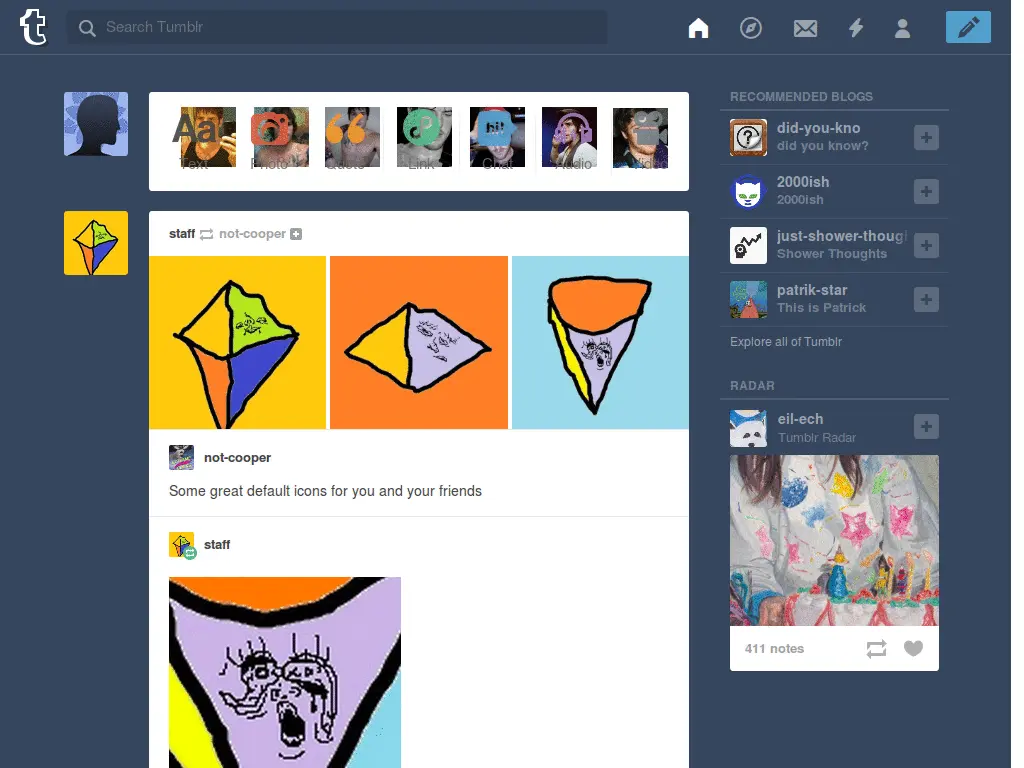 t
Search Tumblr
Aa
hi!
Text
Photo
Quote
Link
Chat
Audio
Video
RECOMMENDED BLOGS
did-you-kno
did you know?
2000ish
2000ish
just-shower-thoug
Shower Thoughts
patrik-star
This is Patrick
Explore all of Tumblr
RADAR
eil-ech
Tumblr Radar
411 notes
staff not-cooper
not-cooper
Some great default icons for you and your friends
staff